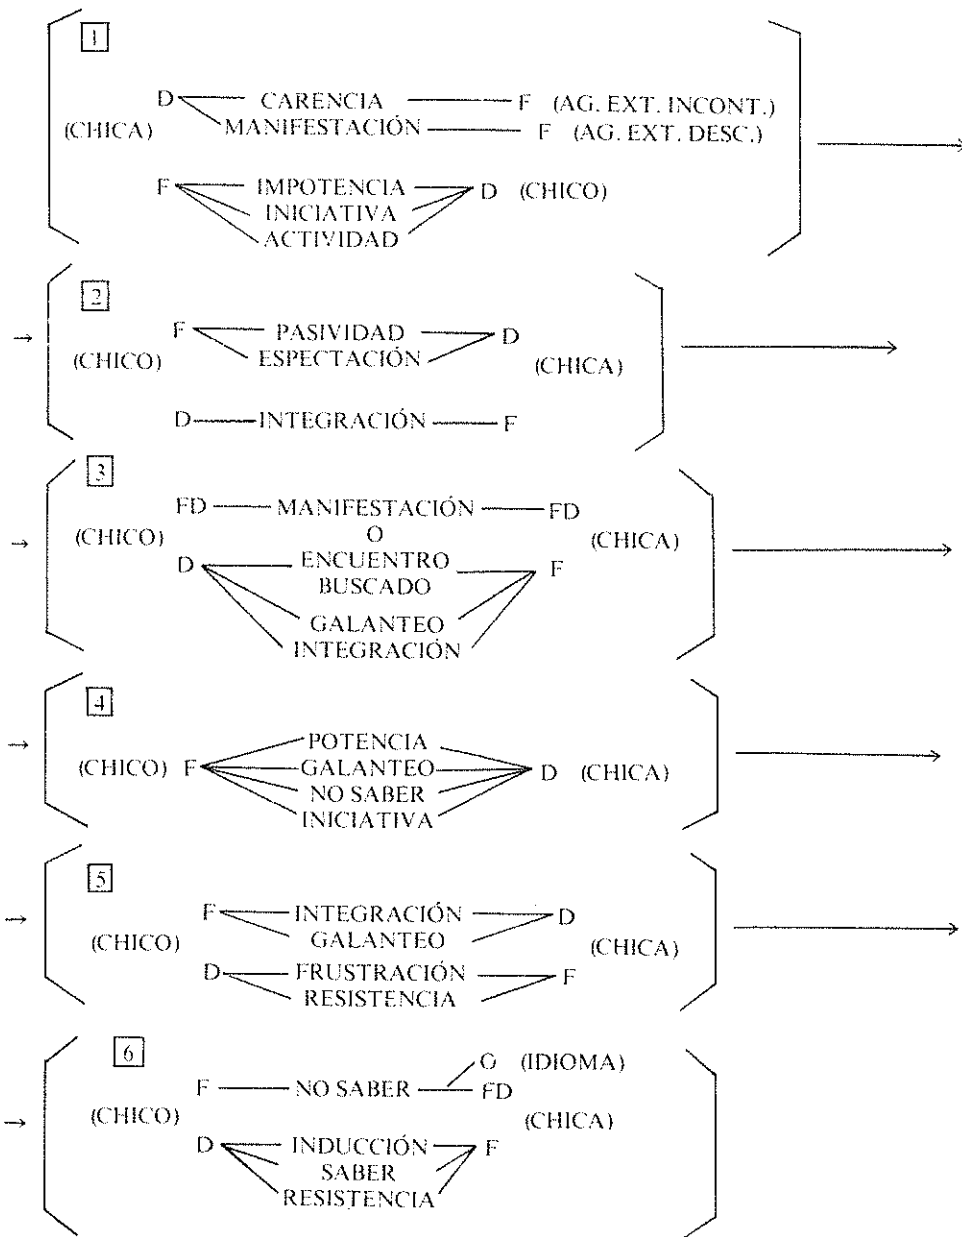 1
D CARENCIA F (AG. EXT. INCONT.)
(CHICA) MANIFESTACIÓN F (AG. EXT. DESC.)
F IMPOTENCIA D (CHICO)
INICIATIVA
ACTIVIDAD
2
→ F PASIVIDAD D
(CHICO) ESPECTACIÓN (CHICA)
D INTEGRACIÓN F
3
FD MANIFESTACIÓN FD
→ (CHICO) O (CHICA)
D ENCUENTRO F
BUSCADO
GALANTEO
INTEGRACIÓN
4
→ POTENCIA
(CHICO) F GALANTEO D (CHICA)
NO SABER
INICIATIVA
5
→ F INTEGRACIÓN D
(CHICO) GALANTEO (CHICA)
D FRUSTRACIÓN F
RESISTENCIA
6
O (IDIOMA)
F NO SABER FD
→ (CHICO) (CHICA)
D INDUCCIÓN F
SABER
RESISTENCIA